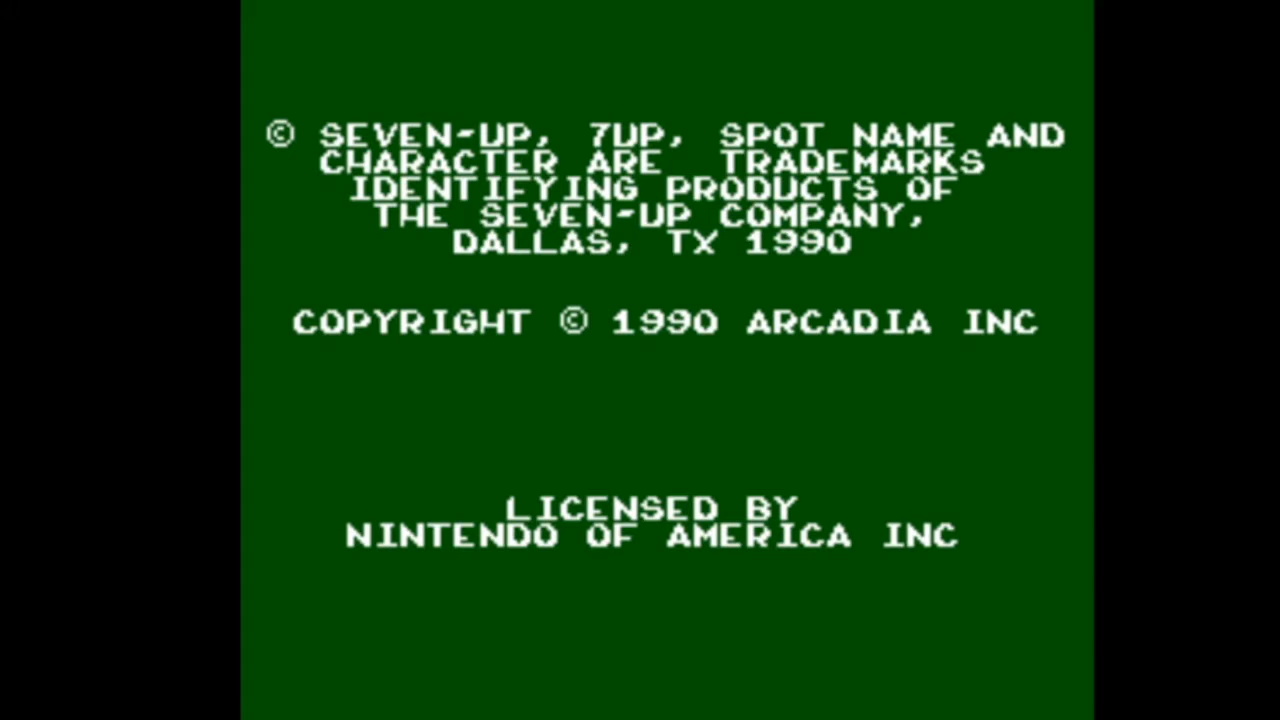 © SEVEN-UP, 7UP, SPOT NAME AND
CHARACTER ARE TRADEMARKS
IDENTIFYING PRODUCTS OF
THE SEVEN-UP COMPANY,
DALLAS, TX 1990
COPYRIGHT © 1990 ARCADIA INC
LICENSED BY
NINTENDO OF AMERICA INC